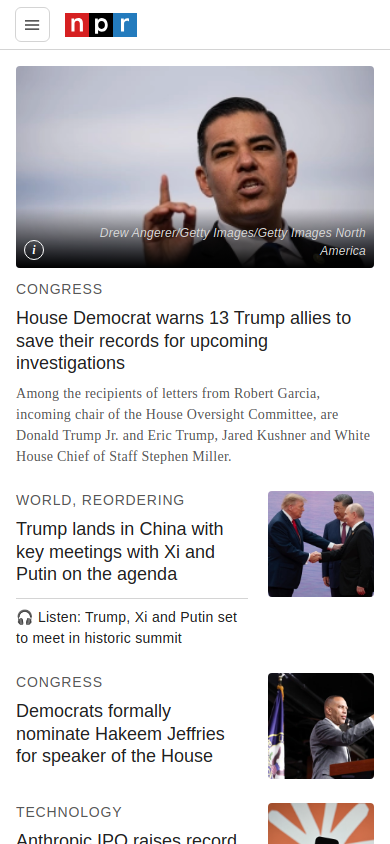 npr
Drew Angerer/Getty Images/Getty Images North
America
i
CONGRESS
House Democrat warns 13 Trump allies to
save their records for upcoming
investigations
Among the recipients of letters from Robert Garcia,
incoming chair of the House Oversight Committee, are
Donald Trump Jr. and Eric Trump, Jared Kushner and White
House Chief of Staff Stephen Miller.
WORLD, REORDERING
Trump lands in China with
key meetings with Xi and
Putin on the agenda
🎧 Listen: Trump, Xi and Putin set
to meet in historic summit
CONGRESS
Democrats formally
nominate Hakeem Jeffries
for speaker of the House
TECHNOLOGY
Anthropic IPO raises record